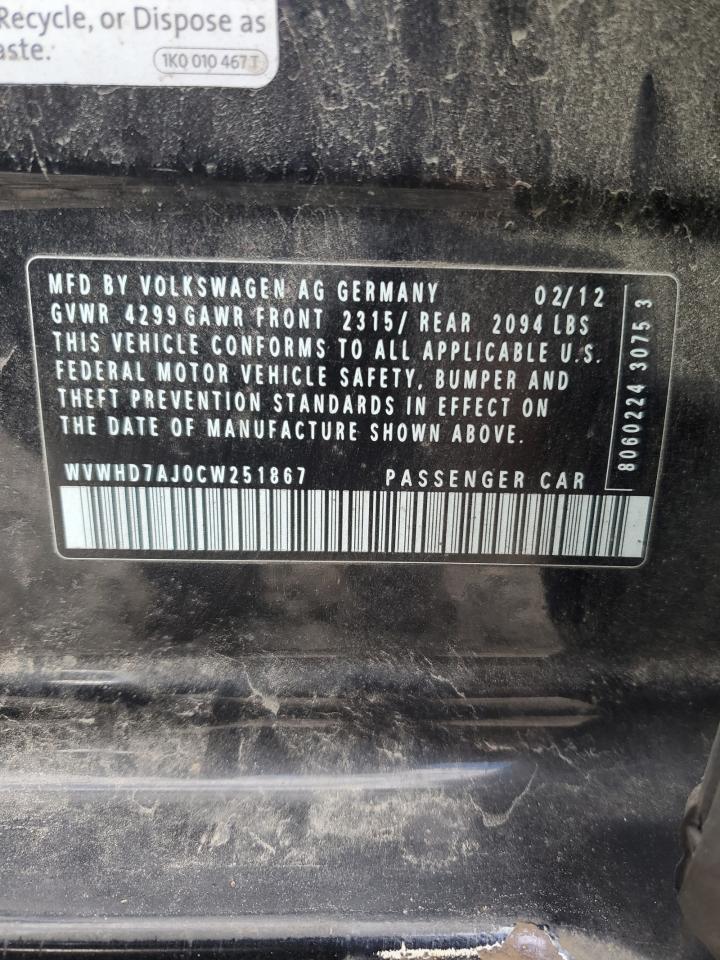 Recycle, or Dispose as
aste.
1K0 010 467 T
MFD BY VOLKSWAGEN AG GERMANY 02/12
GVWR 4299 GAWR FRONT 2315/ REAR 2094 LBS
THIS VEHICLE CONFORMS TO ALL APPLICABLE U.S.
FEDERAL MOTOR VEHICLE SAFETY, BUMPER AND
THEFT PREVENTION STANDARDS IN EFFECT ON
THE DATE OF MANUFACTURE SHOWN ABOVE.
WVWHD7AJ0CW251867 PASSENGER CAR
8060224 3075 3